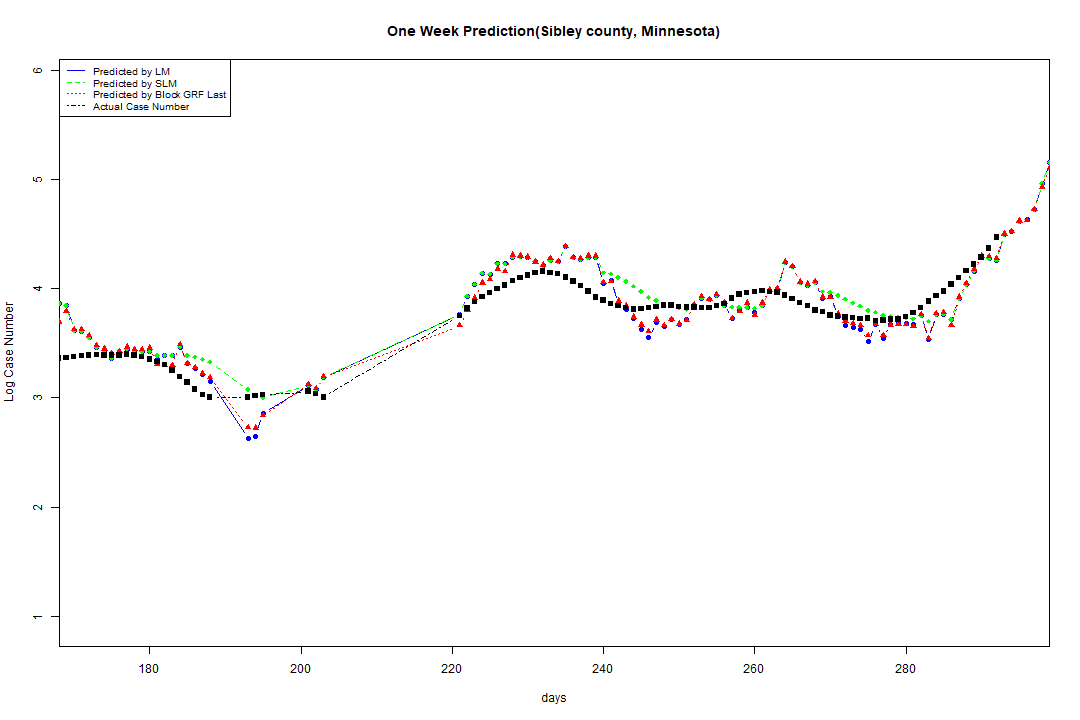 One Week Prediction(Sibley county, Minnesota)
Predicted by LM
Predicted by SLM
Predicted by Block GRF Last
Actual Case Number
6
5
4
3
2
1
Log Case Number
180 200 220 240 260 280
days